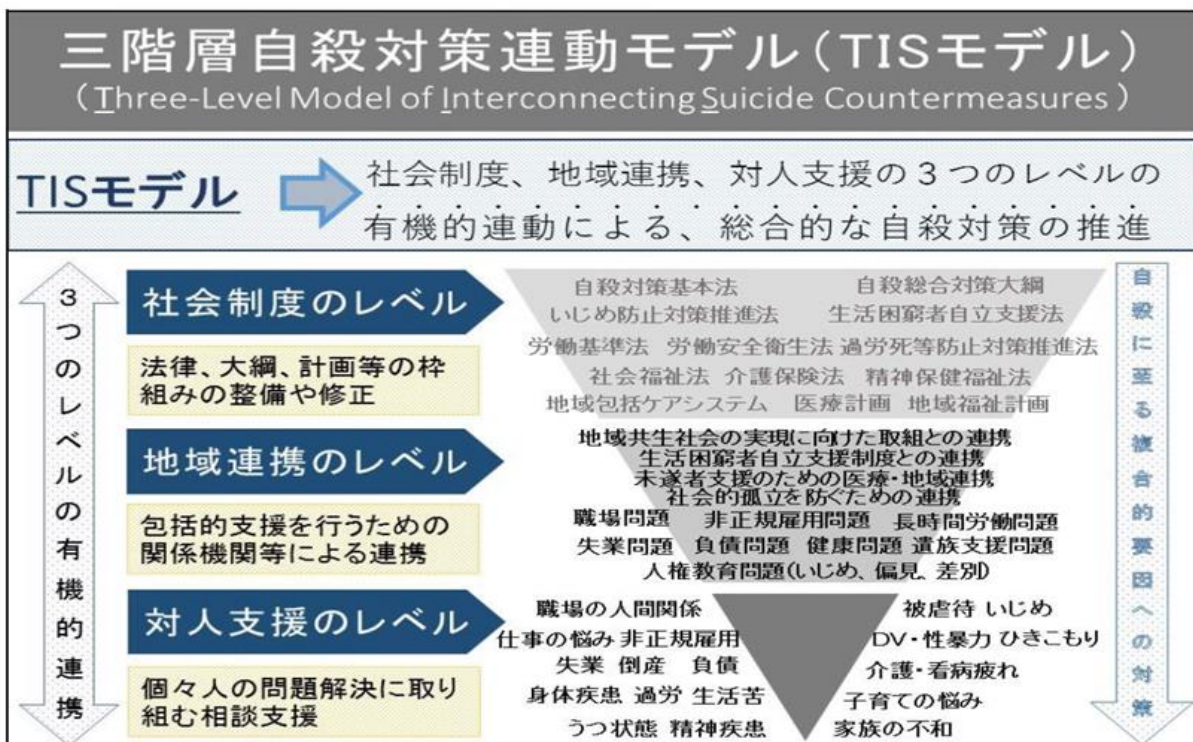 三階層自殺対策連動モデル(TISモデル)
(Three-Level Model of Interconnecting Suicide Countermeasures)
TISモデル
社会制度、地域連携、対人支援の3つのレベルの
有機的連動による、総合的な自殺対策の推進
3つのレベルの有機的連携
社会制度のレベル
法律、大綱、計画等の枠
組みの整備や修正
自殺対策基本法 自殺総合対策大綱
いじめ防止対策推進法 生活困窮者自立支援法
労働基準法 労働安全衛生法 過労死等防止対策推進法
社会福祉法 介護保険法 精神保健福祉法
地域包括ケアシステム 医療計画 地域福祉計画
地域連携のレベル
包括的支援を行うための
関係機関等による連携
地域共生社会の実現に向けた取組との連携
生活困窮者自立支援制度との連携
未遂者支援のための医療・地域連携
社会的孤立を防ぐための連携
職場問題 非正規雇用問題 長時間労働問題
失業問題 負債問題 健康問題 遺族支援問題
人権教育問題(いじめ、偏見、差別)
対人支援のレベル
個々人の問題解決に取り
組む相談支援
職場の人間関係 被虐待 いじめ
仕事の悩み 非正規雇用 DV・性暴力 ひきこもり
失業 倒産 負債 介護・看病疲れ
身体疾患 過労 生活苦 子育ての悩み
うつ状態 精神疾患 家族の不和
自殺に至る複合的要因への対策